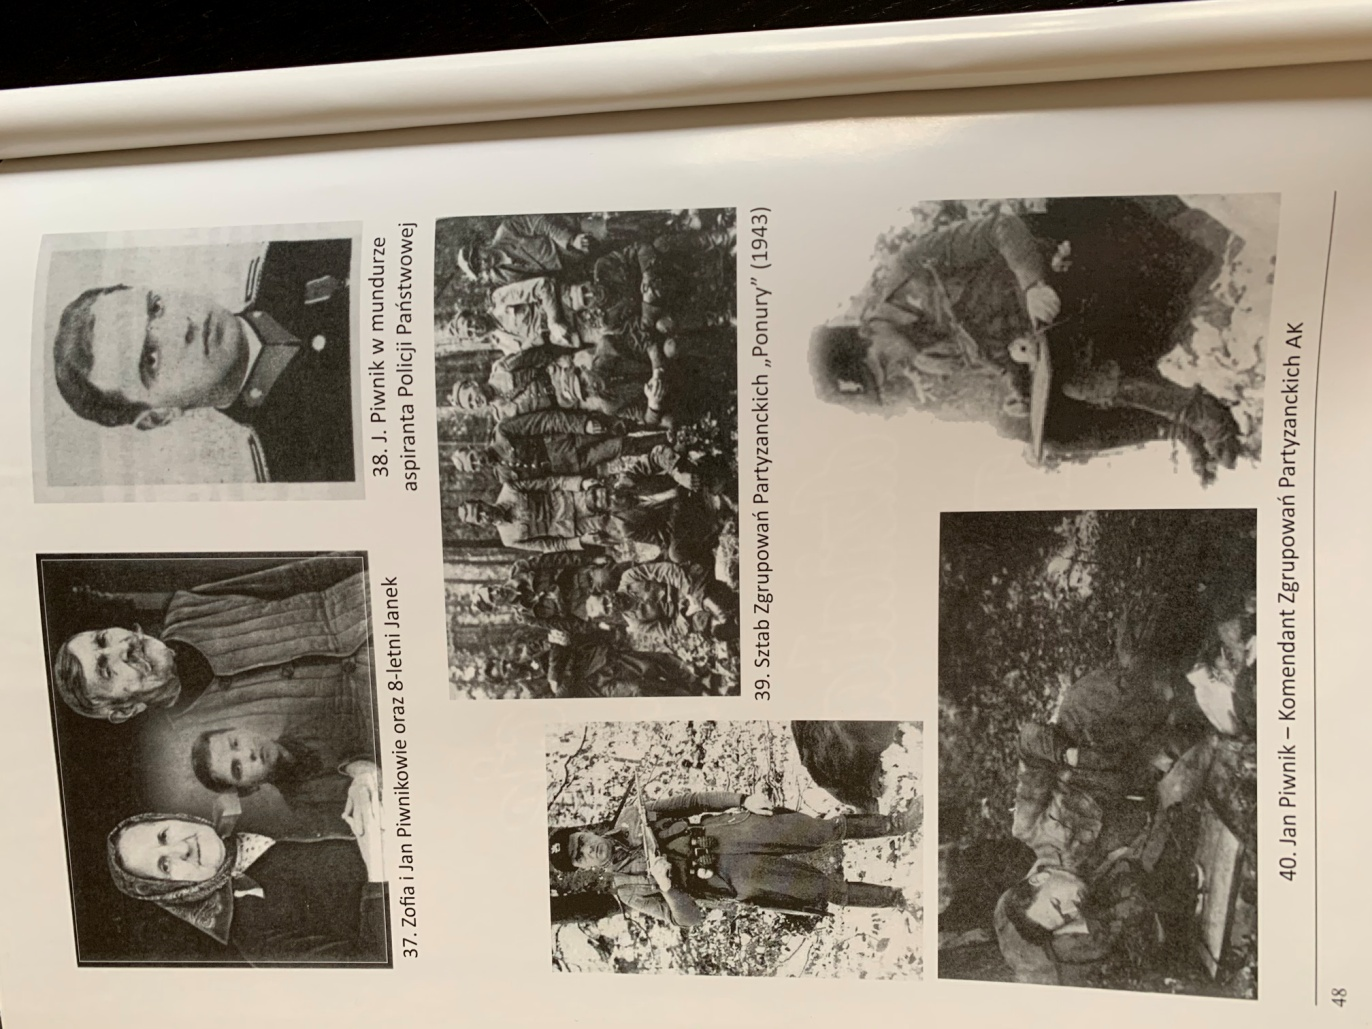 37. Zofia i Jan Piwnikowie oraz 8-letni Janek
38. J. Piwnik w mundurze
aspiranta Policji Państwowej
39. Sztab Zgrupowań Partyzanckich „Ponury” (1943)
40. Jan Piwnik – Komendant Zgrupowań Partyzanckich AK
48